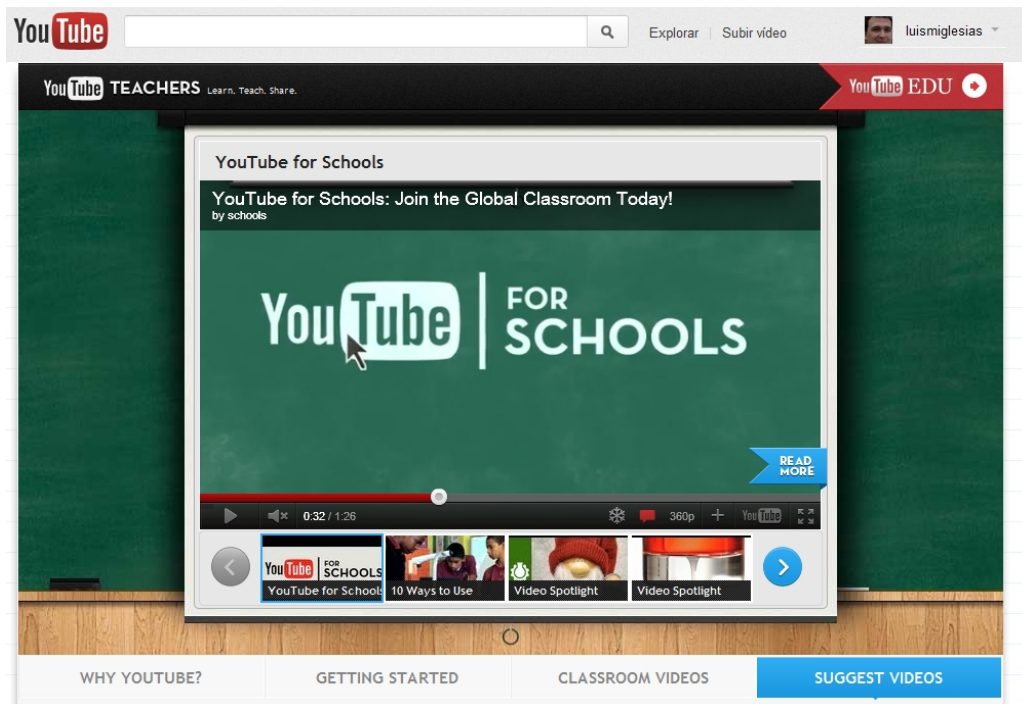 YouTube
Explorar | Subir vídeo
luismiglesias
YouTube TEACHERS Learn. Teach. Share.
YouTube EDU
YouTube for Schools
YouTube for Schools: Join the Global Classroom Today!
by schools
YouTube | FOR
SCHOOLS
READ
MORE
0:32 / 1:26
360p
YouTube
YouTube | FOR
SCHOOLS
YouTube for School
10 Ways to Use
Video Spotlight
Video Spotlight
WHY YOUTUBE?
GETTING STARTED
CLASSROOM VIDEOS
SUGGEST VIDEOS